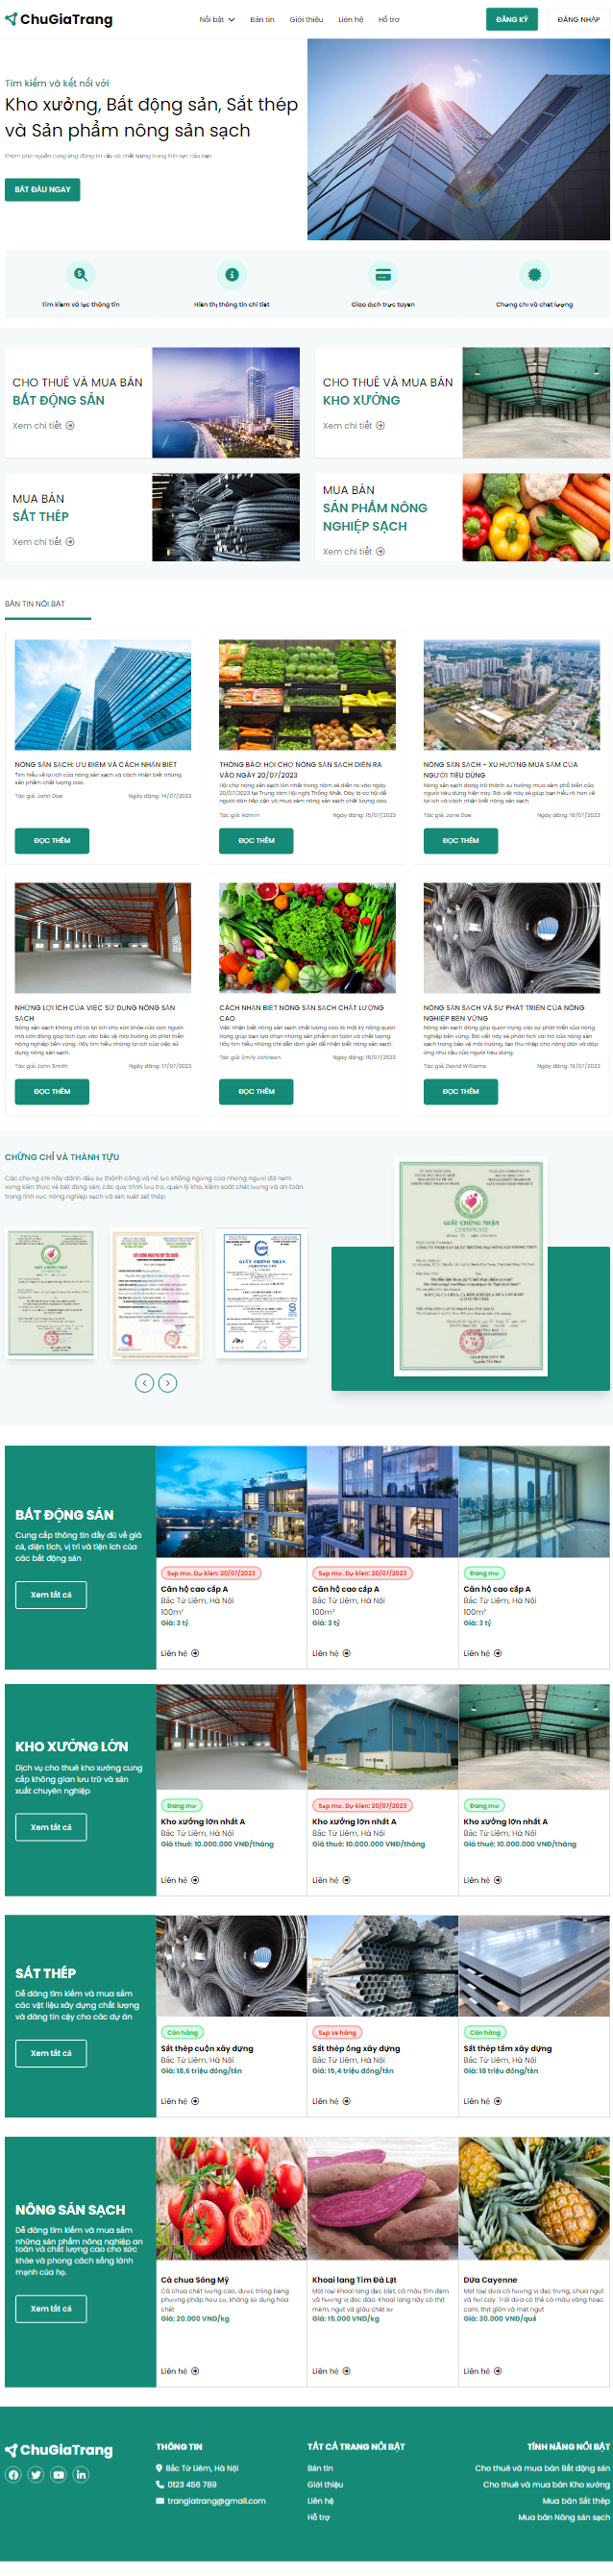 ChuGiaTrang
Nổi bật
Bản tin
Giới thiệu
Liên hệ
Hỗ trợ
ĐĂNG KÝ
ĐĂNG NHẬP
Tìm kiếm và kết nối với
Kho xưởng, Bất động sản, Sắt thép
và Sản phẩm nông sản sạch
Khám phá nguồn cung ứng đáng tin cậy và chất lượng trong lĩnh vực của bạn
BẮT ĐẦU NGAY
Tìm kiếm và lọc thông tin
Hiển thị thông tin chi tiết
Giao dịch trực tuyến
Chứng chỉ và chất lượng
CHO THUÊ VÀ MUA BÁN
BẤT ĐỘNG SẢN
Xem chi tiết
CHO THUÊ VÀ MUA BÁN
KHO XƯỞNG
Xem chi tiết
MUA BÁN
SẮT THÉP
Xem chi tiết
MUA BÁN
SẢN PHẨM NÔNG
NGHIỆP SẠCH
Xem chi tiết
BẢN TIN NỔI BẬT
NÔNG SẢN SẠCH: ƯU ĐIỂM VÀ CÁCH NHẬN BIẾT
Tìm hiểu về lợi ích của nông sản sạch và cách nhận biết những
sản phẩm chất lượng cao.
Tác giả: John Doe
Ngày đăng: 14/07/2023
ĐỌC THÊM
THÔNG BÁO: HỘI CHỢ NÔNG SẢN SẠCH DIỄN RA
VÀO NGÀY 20/07/2023
Hội chợ nông sản sạch lớn nhất trong năm sẽ diễn ra vào ngày
20/07/2023 tại Trung tâm Hội nghị Thống Nhất. Đây là cơ hội để
người dân tiếp cận và mua sắm nông sản sạch chất lượng cao.
Tác giả: Admin
Ngày đăng: 15/07/2023
ĐỌC THÊM
NÔNG SẢN SẠCH - XU HƯỚNG MUA SẮM CỦA
NGƯỜI TIÊU DÙNG
Nông sản sạch đang trở thành xu hướng mua sắm phổ biến của
người tiêu dùng hiện nay. Bài viết này sẽ giúp bạn hiểu rõ hơn về
lợi ích và cách nhận biết nông sản sạch.
Tác giả: Jane Doe
Ngày đăng: 16/07/2023
ĐỌC THÊM
NHỮNG LỢI ÍCH CỦA VIỆC SỬ DỤNG NÔNG SẢN
SẠCH
Nông sản sạch không chỉ có lợi ích cho sức khỏe của con người
mà còn đóng góp tích cực vào bảo vệ môi trường và phát triển
nông nghiệp bền vững. Hãy tìm hiểu những lợi ích của việc sử
dụng nông sản sạch.
Tác giả: John Smith
Ngày đăng: 17/07/2023
ĐỌC THÊM
CÁCH NHẬN BIẾT NÔNG SẢN SẠCH CHẤT LƯỢNG
CAO
Việc nhận biết nông sản sạch chất lượng cao là một kỹ năng quan
trọng giúp bạn lựa chọn những sản phẩm an toàn và chất lượng.
Hãy tìm hiểu những chỉ dẫn đơn giản để nhận biết nông sản sạch.
Tác giả: Emily Johnson
Ngày đăng: 18/07/2023
ĐỌC THÊM
NÔNG SẢN SẠCH VÀ SỰ PHÁT TRIỂN CỦA NÔNG
NGHIỆP BỀN VỮNG
Nông sản sạch đóng góp quan trọng vào sự phát triển của nông
nghiệp bền vững. Bài viết này sẽ phân tích vai trò của nông sản
sạch trong bảo vệ môi trường, tạo thu nhập cho nông dân và đáp
ứng nhu cầu của người tiêu dùng.
Tác giả: David Williams
Ngày đăng: 19/07/2023
ĐỌC THÊM
CHỨNG CHỈ VÀ THÀNH TỰU
Các chứng chỉ này đánh dấu sự thành công và nỗ lực không ngừng của những người đã nắm
vững kiến thức về bất động sản, các quy trình lưu trữ, quản lý kho, kiểm soát chất lượng và an toàn
trong lĩnh vực nông nghiệp sạch và sản xuất sắt thép
GIẤY CHỨNG NHẬN
CERTIFICATE
GIẤY CHỨNG NHẬN
BẤT ĐỘNG SẢN
Cung cấp thông tin đầy đủ về giá
cả, diện tích, vị trí và tiện ích của
các bất động sản
Xem tất cả
Sắp mở. Dự kiến: 20/07/2023
Căn hộ cao cấp A
Bắc Từ Liêm, Hà Nội
100m²
Giá: 3 tỷ
Liên hệ
Sắp mở. Dự kiến: 20/07/2023
Căn hộ cao cấp A
Bắc Từ Liêm, Hà Nội
100m²
Giá: 3 tỷ
Liên hệ
Đang mở
Căn hộ cao cấp A
Bắc Từ Liêm, Hà Nội
100m²
Giá: 3 tỷ
Liên hệ
KHO XƯỞNG LỚN
Dịch vụ cho thuê kho xưởng cung
cấp không gian lưu trữ và sản
xuất chuyên nghiệp
Xem tất cả
Đang mở
Kho xưởng lớn nhất A
Bắc Từ Liêm, Hà Nội
Giá thuê: 10.000.000 VNĐ/tháng
Liên hệ
Sắp mở. Dự kiến: 20/07/2023
Kho xưởng lớn nhất A
Bắc Từ Liêm, Hà Nội
Giá thuê: 10.000.000 VNĐ/tháng
Liên hệ
Đang mở
Kho xưởng lớn nhất A
Bắc Từ Liêm, Hà Nội
Giá thuê: 10.000.000 VNĐ/tháng
Liên hệ
SẮT THÉP
Dễ dàng tìm kiếm và mua sắm
các vật liệu xây dựng chất lượng
và đáng tin cậy cho các dự án
Xem tất cả
Còn hàng
Sắt thép cuộn xây dựng
Bắc Từ Liêm, Hà Nội
Giá: 18,6 triệu đồng/tấn
Liên hệ
Sắp về hàng
Sắt thép ống xây dựng
Bắc Từ Liêm, Hà Nội
Giá: 15,4 triệu đồng/tấn
Liên hệ
Còn hàng
Sắt thép tấm xây dựng
Bắc Từ Liêm, Hà Nội
Giá: 18 triệu đồng/tấn
Liên hệ
NÔNG SẢN SẠCH
Dễ dàng tìm kiếm và mua sắm
những sản phẩm nông nghiệp an
toàn và chất lượng cao cho sức
khỏe và phong cách sống lành
mạnh của họ.
Xem tất cả
Cà chua Sông Mỹ
Cà chua chất lượng cao, được trồng bằng
phương pháp hữu cơ, không sử dụng hóa
chất
Giá: 20.000 VND/kg
Liên hệ
Khoai lang Tím Đà Lạt
Một loại khoai lang đặc biệt, có màu tím đậm
và hương vị độc đáo. Khoai lang này có thịt
mềm, ngọt và giàu chất xơ
Giá: 15.000 VND/kg
Liên hệ
Dứa Cayenne
Một loại dứa có hương vị đặc trưng, chua ngọt
và hơi cay. Trái dứa có thể có màu vàng hoặc
cam, thịt giòn và mát ngọt
Giá: 30.000 VND/quả
Liên hệ
ChuGiaTrang
THÔNG TIN
Bắc Từ Liêm, Hà Nội
0123 456 789
trangiatrang@gmail.com
TẤT CẢ TRANG NỔI BẬT
Bản tin
Giới thiệu
Liên hệ
Hỗ trợ
TÍNH NĂNG NỔI BẬT
Cho thuê và mua bán Bất động sản
Cho thuê và mua bán Kho xưởng
Mua bán Sắt thép
Mua bán Nông sản sạch